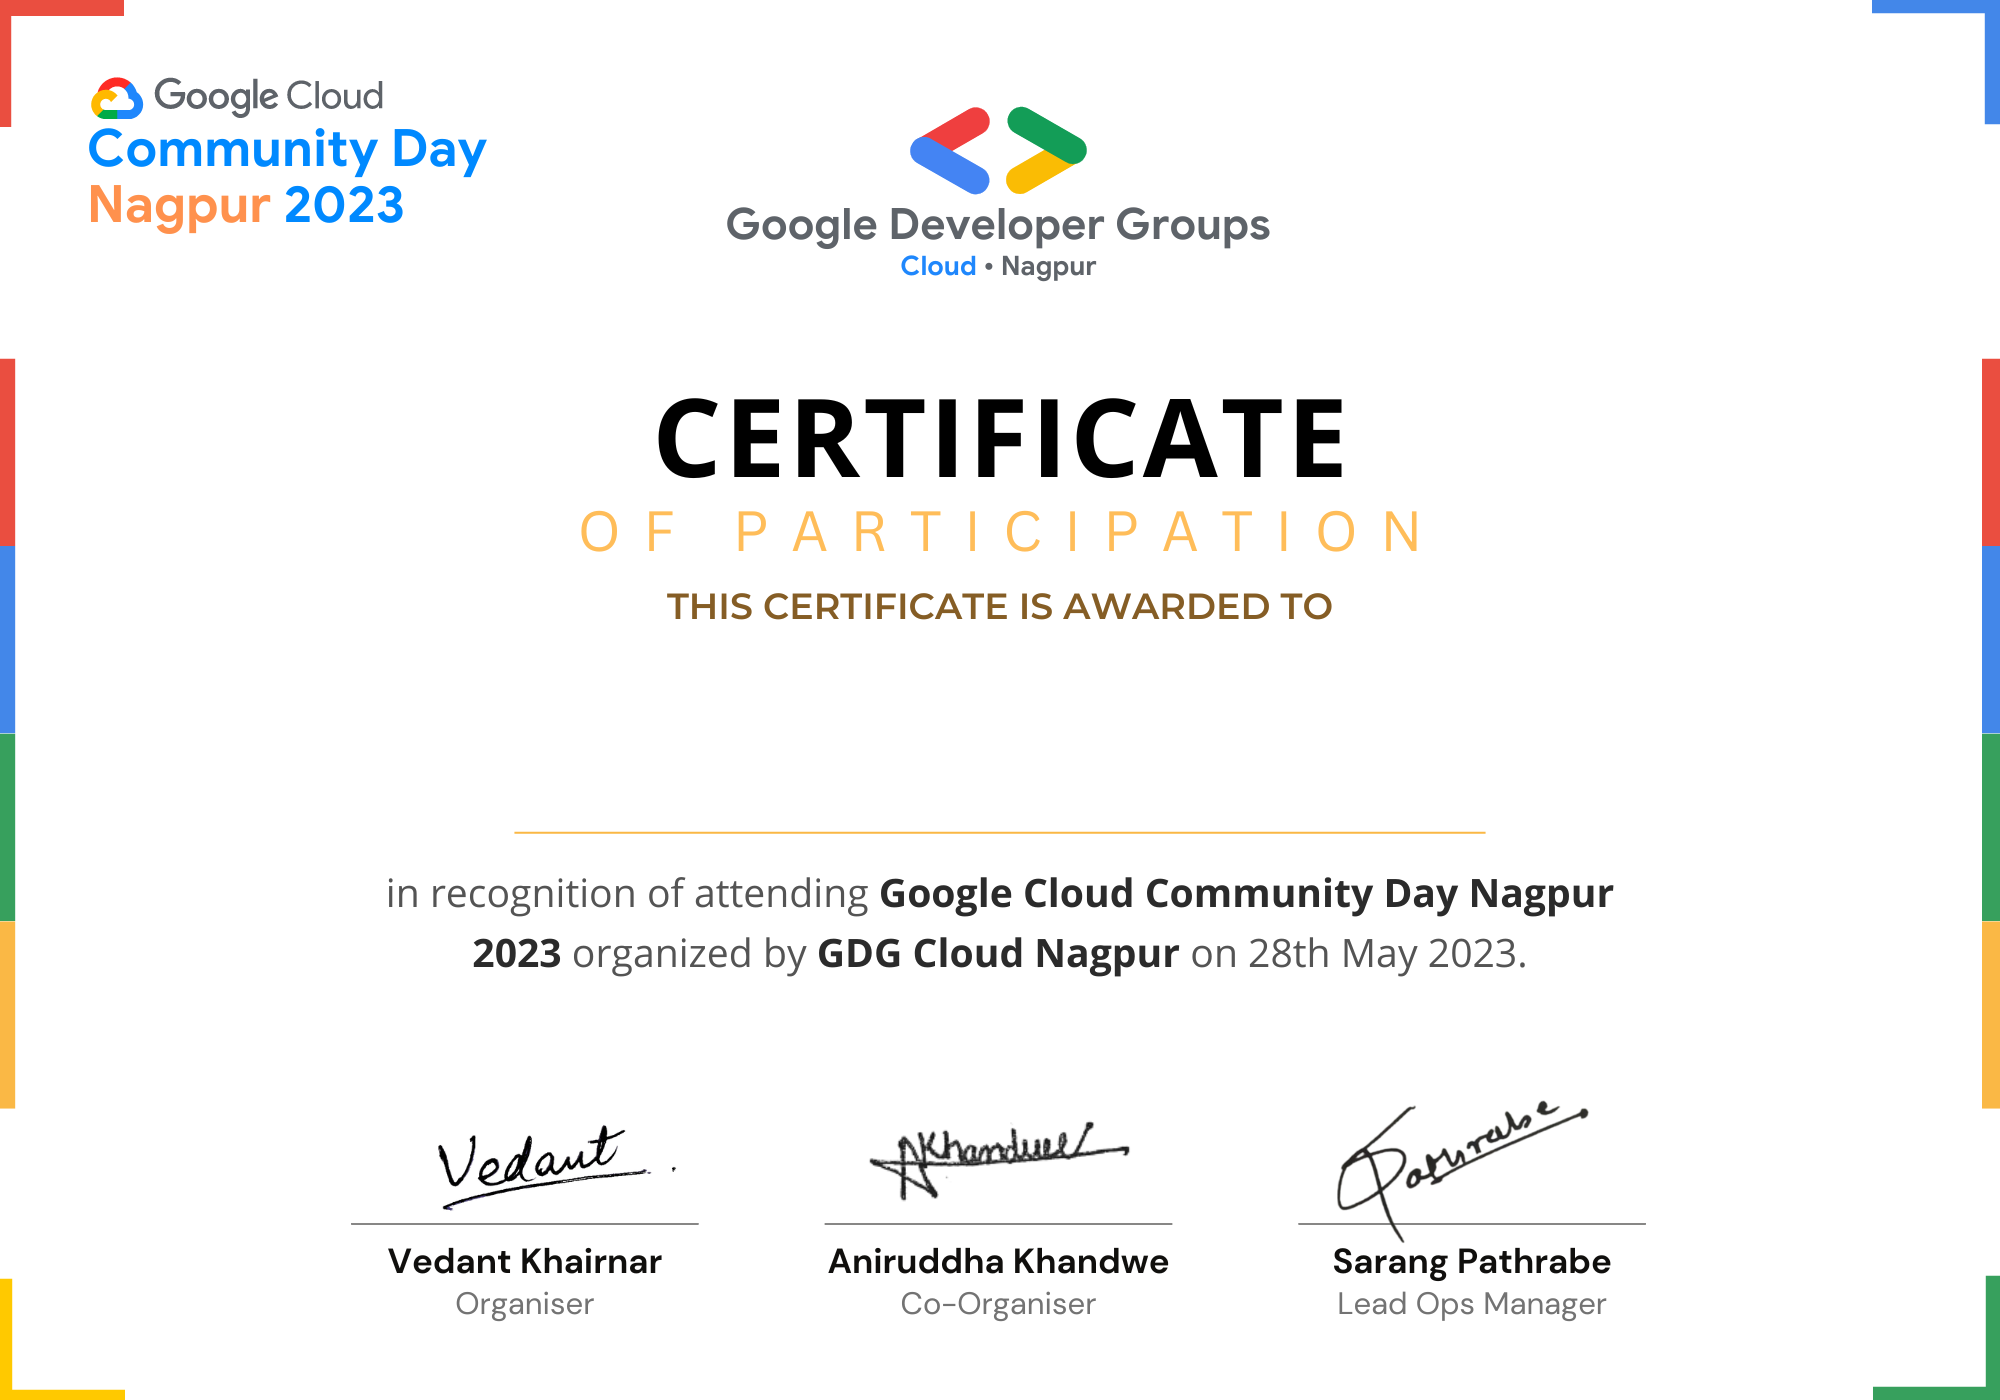 Google Cloud
Community Day
Nagpur 2023
Google Developer Groups
Cloud • Nagpur
CERTIFICATE
OF PARTICIPATION
THIS CERTIFICATE IS AWARDED TO
in recognition of attending Google Cloud Community Day Nagpur
2023 organized by GDG Cloud Nagpur on 28th May 2023.
Vedant
AKhandwe
Pathrabe
Vedant Khairnar
Aniruddha Khandwe
Sarang Pathrabe
Organiser
Co-Organiser
Lead Ops Manager